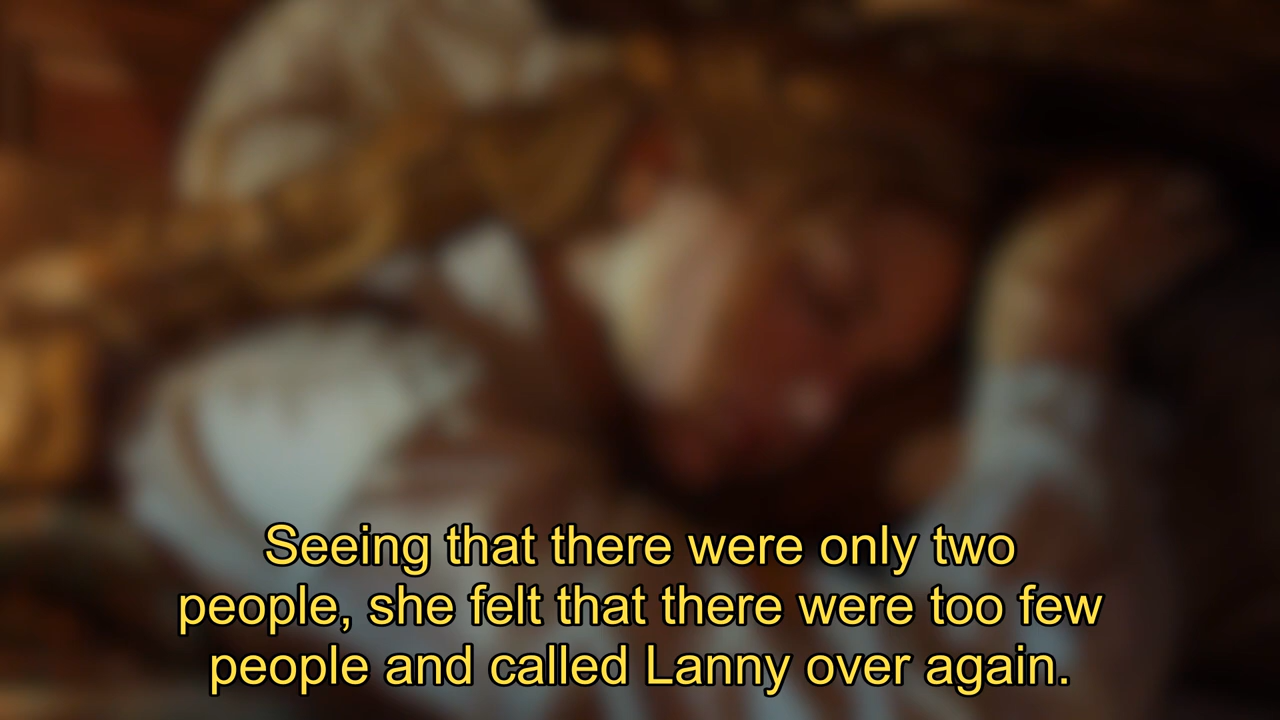 Seeing that there were only two
people, she felt that there were too few
people and called Lanny over again.